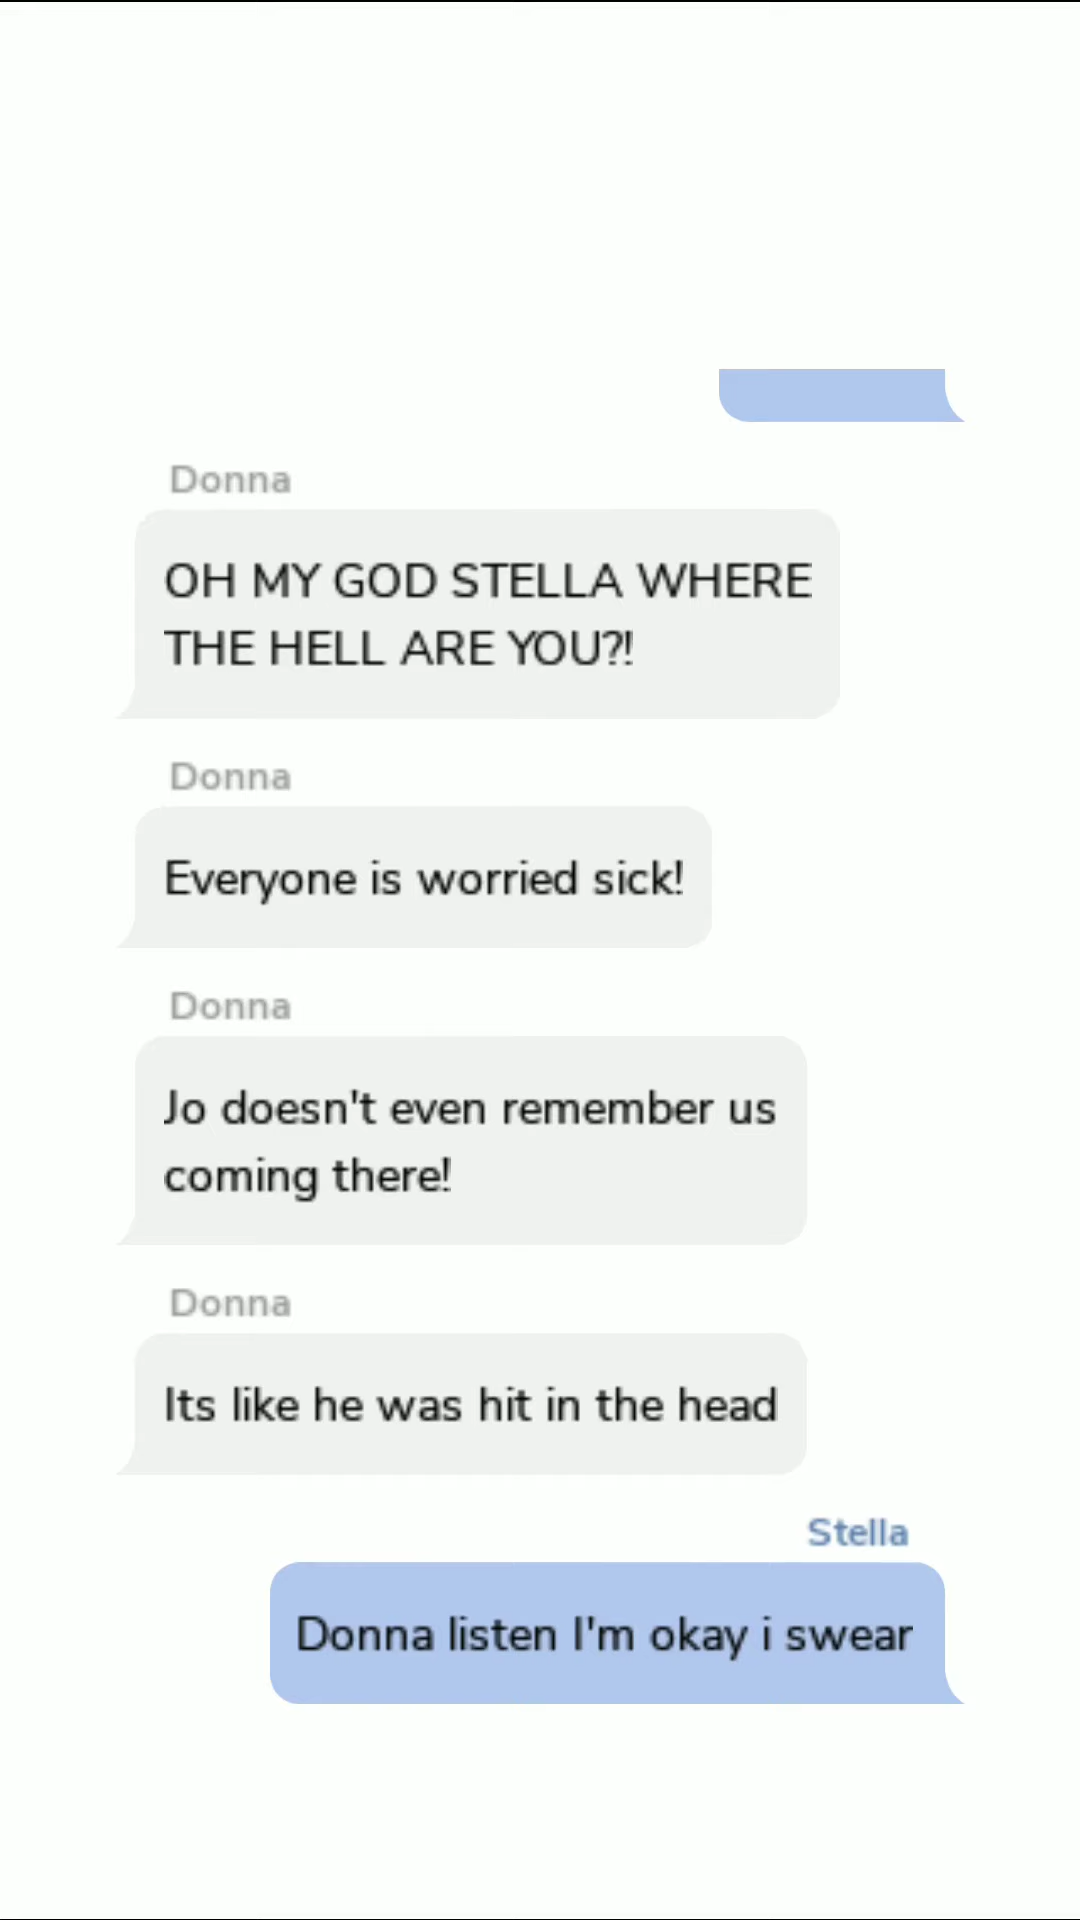 Donna
OH MY GOD STELLA WHERE
THE HELL ARE YOU?!
Donna
Everyone is worried sick!
Donna
Jo doesn't even remember us
coming there!
Donna
Its like he was hit in the head
Stella
Donna listen I'm okay i swear